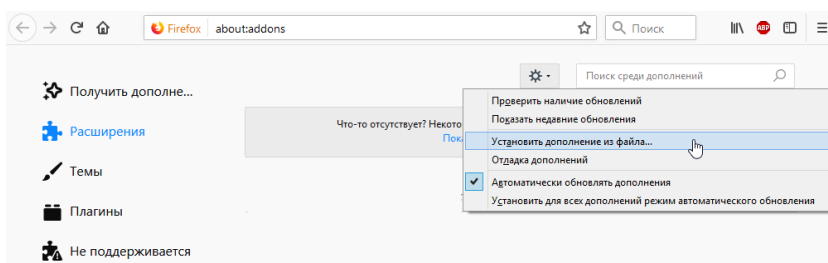 Firefox about:addons Поиск ABP
Поиск среди дополнений
Получить дополне...
Проверить наличие обновлений
Что-то отсутствует? Некото
Показать недавние обновления
Расширения
Пок
Установить дополнение из файла...
Отладка дополнений
Темы
Автоматически обновлять дополнения
Установить для всех дополнений режим автоматического обновления
Плагины
Не поддерживается